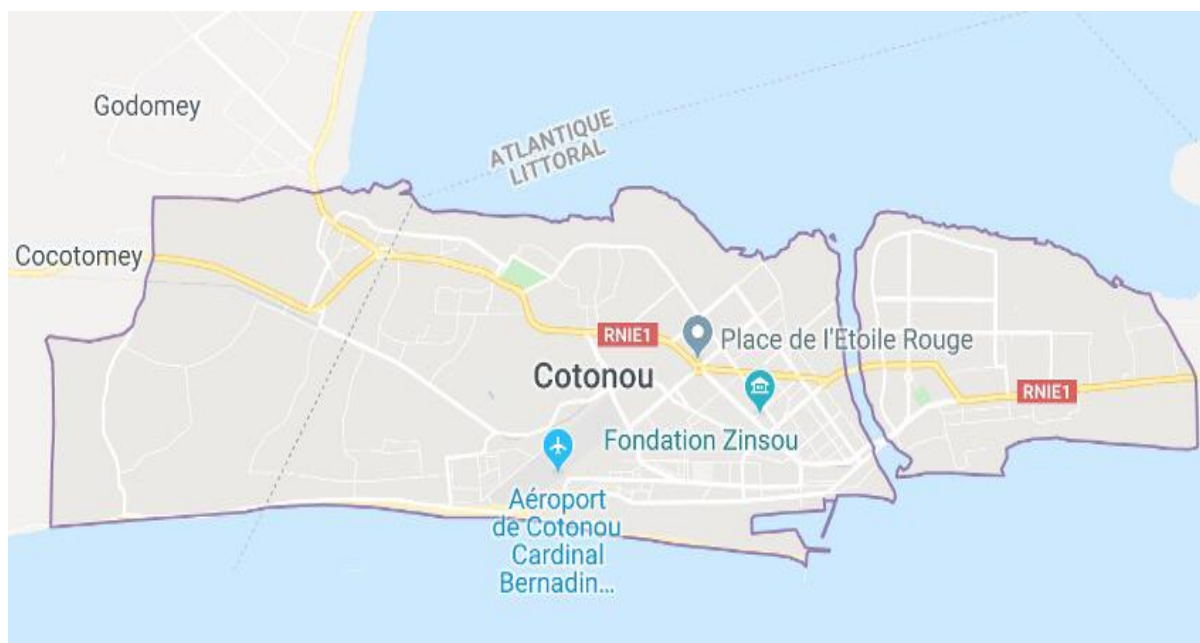 Godomey
ATLANTIQUE
LITTORAL
Cocotomey
RNIE1
Place de l'Etoile Rouge
Cotonou
RNIE1
Fondation Zinsou
Aéroport
de Cotonou
Cardinal
Bernadin...